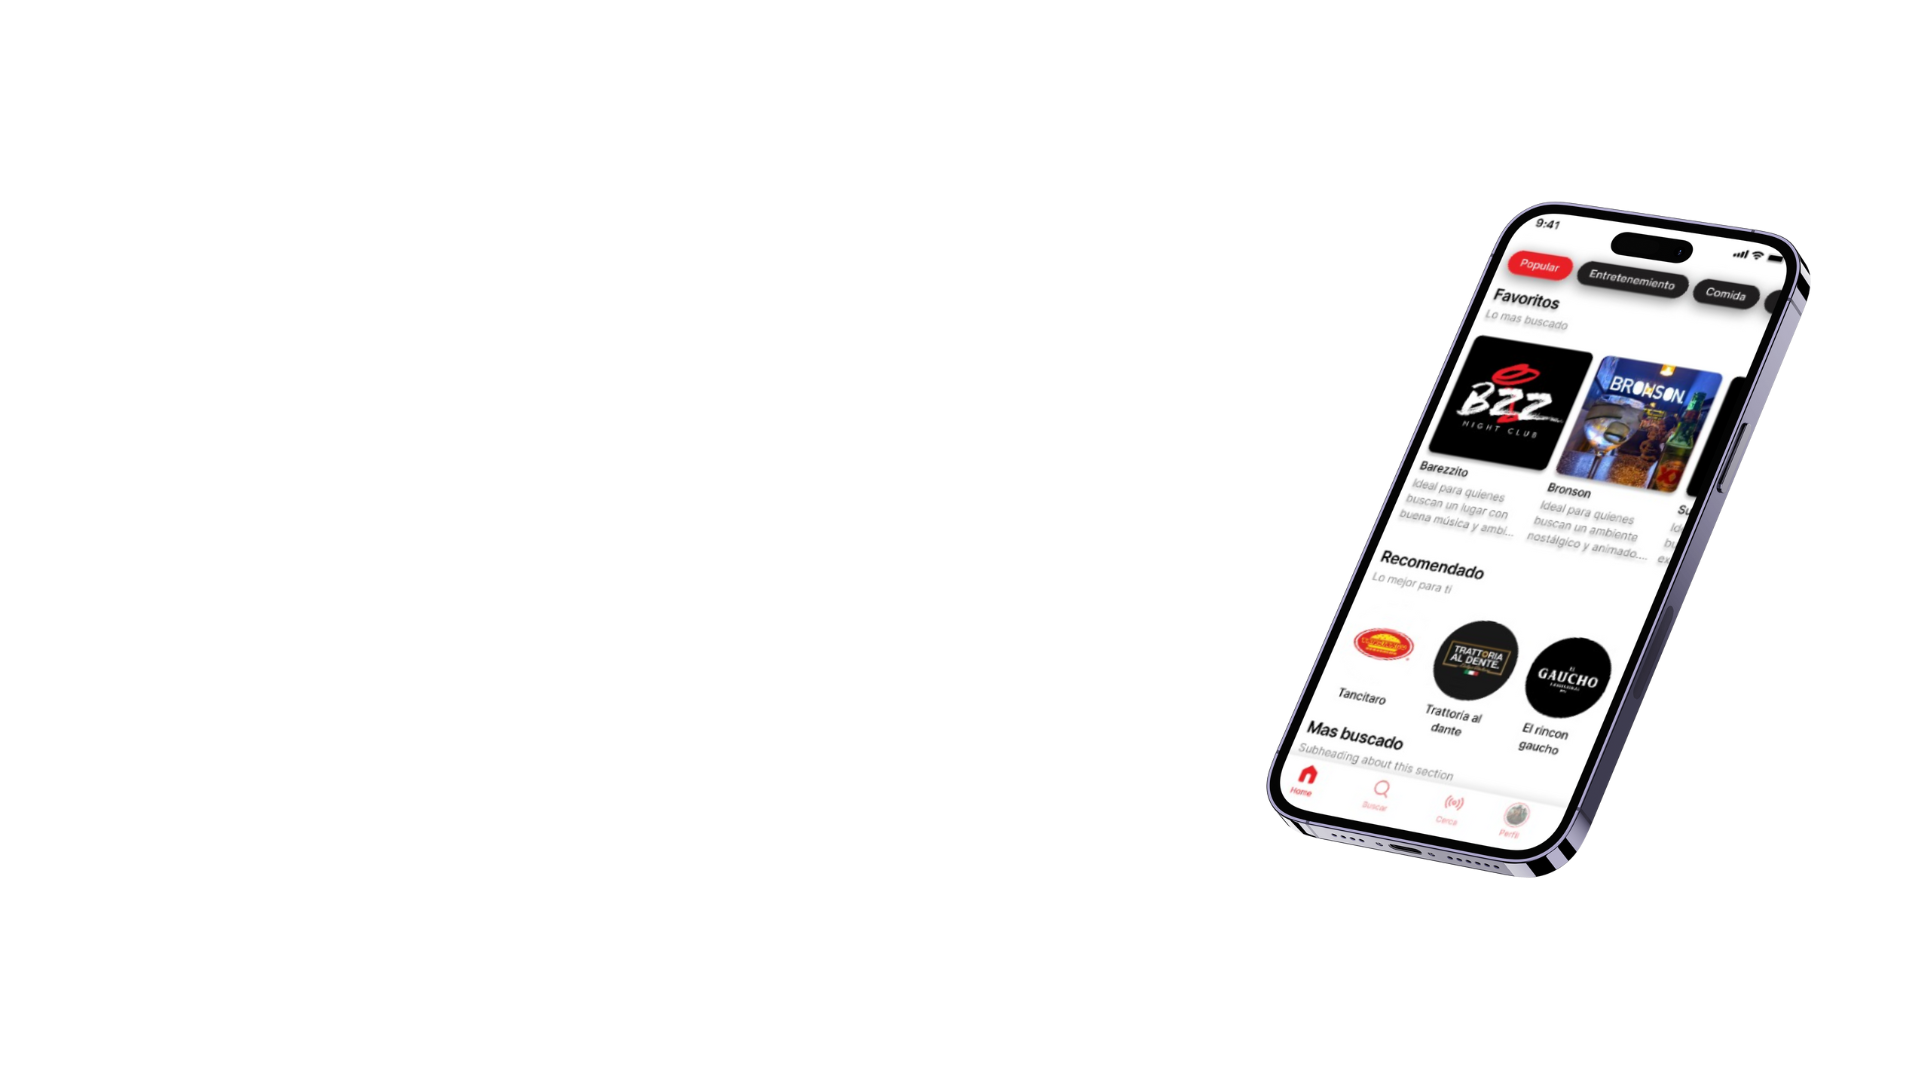 9:41
Popular
Entretenemiento
Comida
Favoritos
Lo mas buscado
BZZ
NIGHT CLUB
BRONSON
Barezzito
Ideal para quienes
buscan un lugar con
buena música y ambi...
Bronson
Ideal para quienes
buscan un ambiente
nostálgico y animado....
Su
Recomendado
Lo mejor para ti
TRATTORIA
AL DENTE
EL
GAUCHO
Tancitaro
Trattoria al
dante
El rincon
gaucho
Mas buscado
Subheading about this section
Home
Buscar
Cerca
Perfil